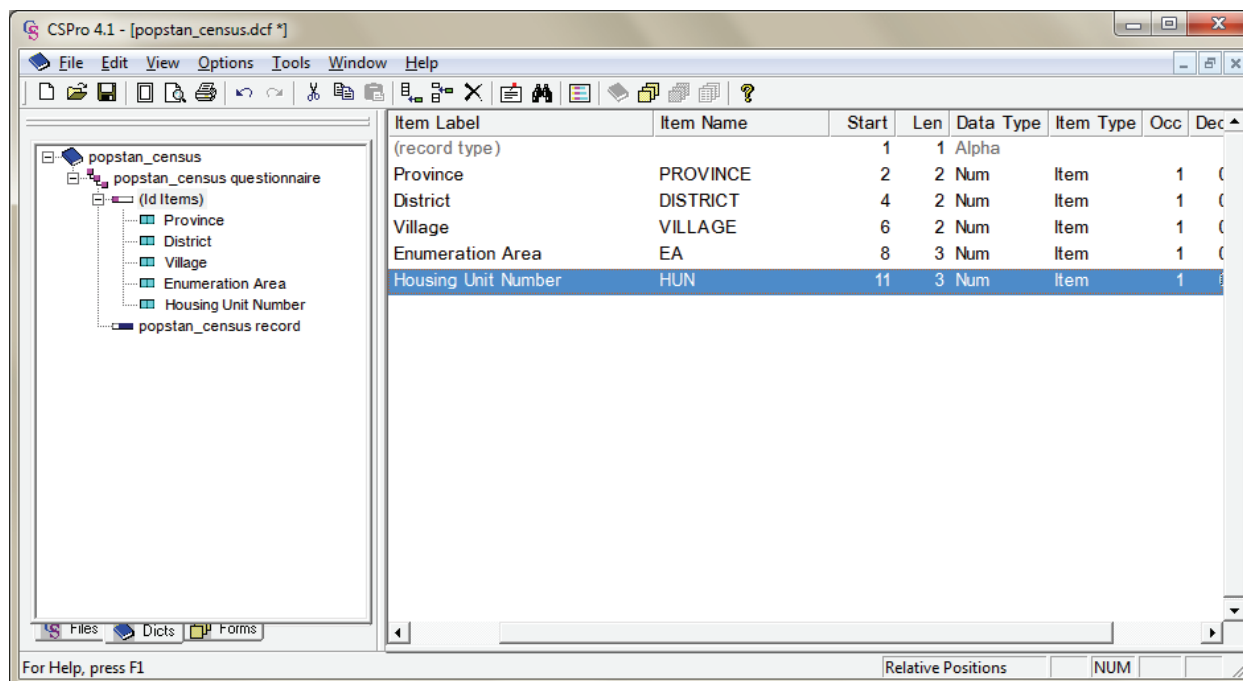 CSPro 4.1 - [popstan_census.dcf *]
File Edit View Options Tools Window Help
popstan_census
popstan_census questionnaire
(Id Items)
Province
District
Village
Enumeration Area
Housing Unit Number
popstan_census record
Files Dicts Forms
Item Label Item Name Start Len Data Type Item Type Occ Dec
(record type) 1 1 Alpha
Province PROVINCE 2 2 Num Item 1
District DISTRICT 4 2 Num Item 1
Village VILLAGE 6 2 Num Item 1
Enumeration Area EA 8 3 Num Item 1
Housing Unit Number HUN 11 3 Num Item 1
For Help, press F1 Relative Positions NUM